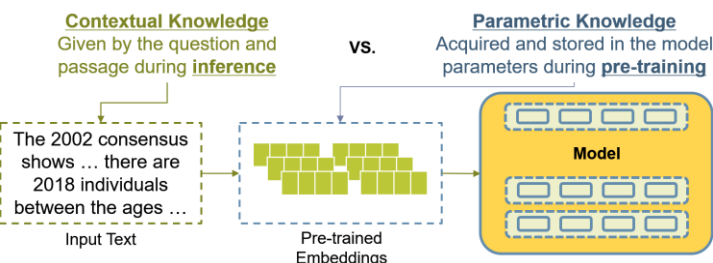 Contextual Knowledge
Given by the question and
passage during inference
vs.
Parametric Knowledge
Acquired and stored in the model
parameters during pre-training
The 2002 consensus
shows ... there are
2018 individuals
between the ages ...
Input Text
Pre-trained
Embeddings
Model